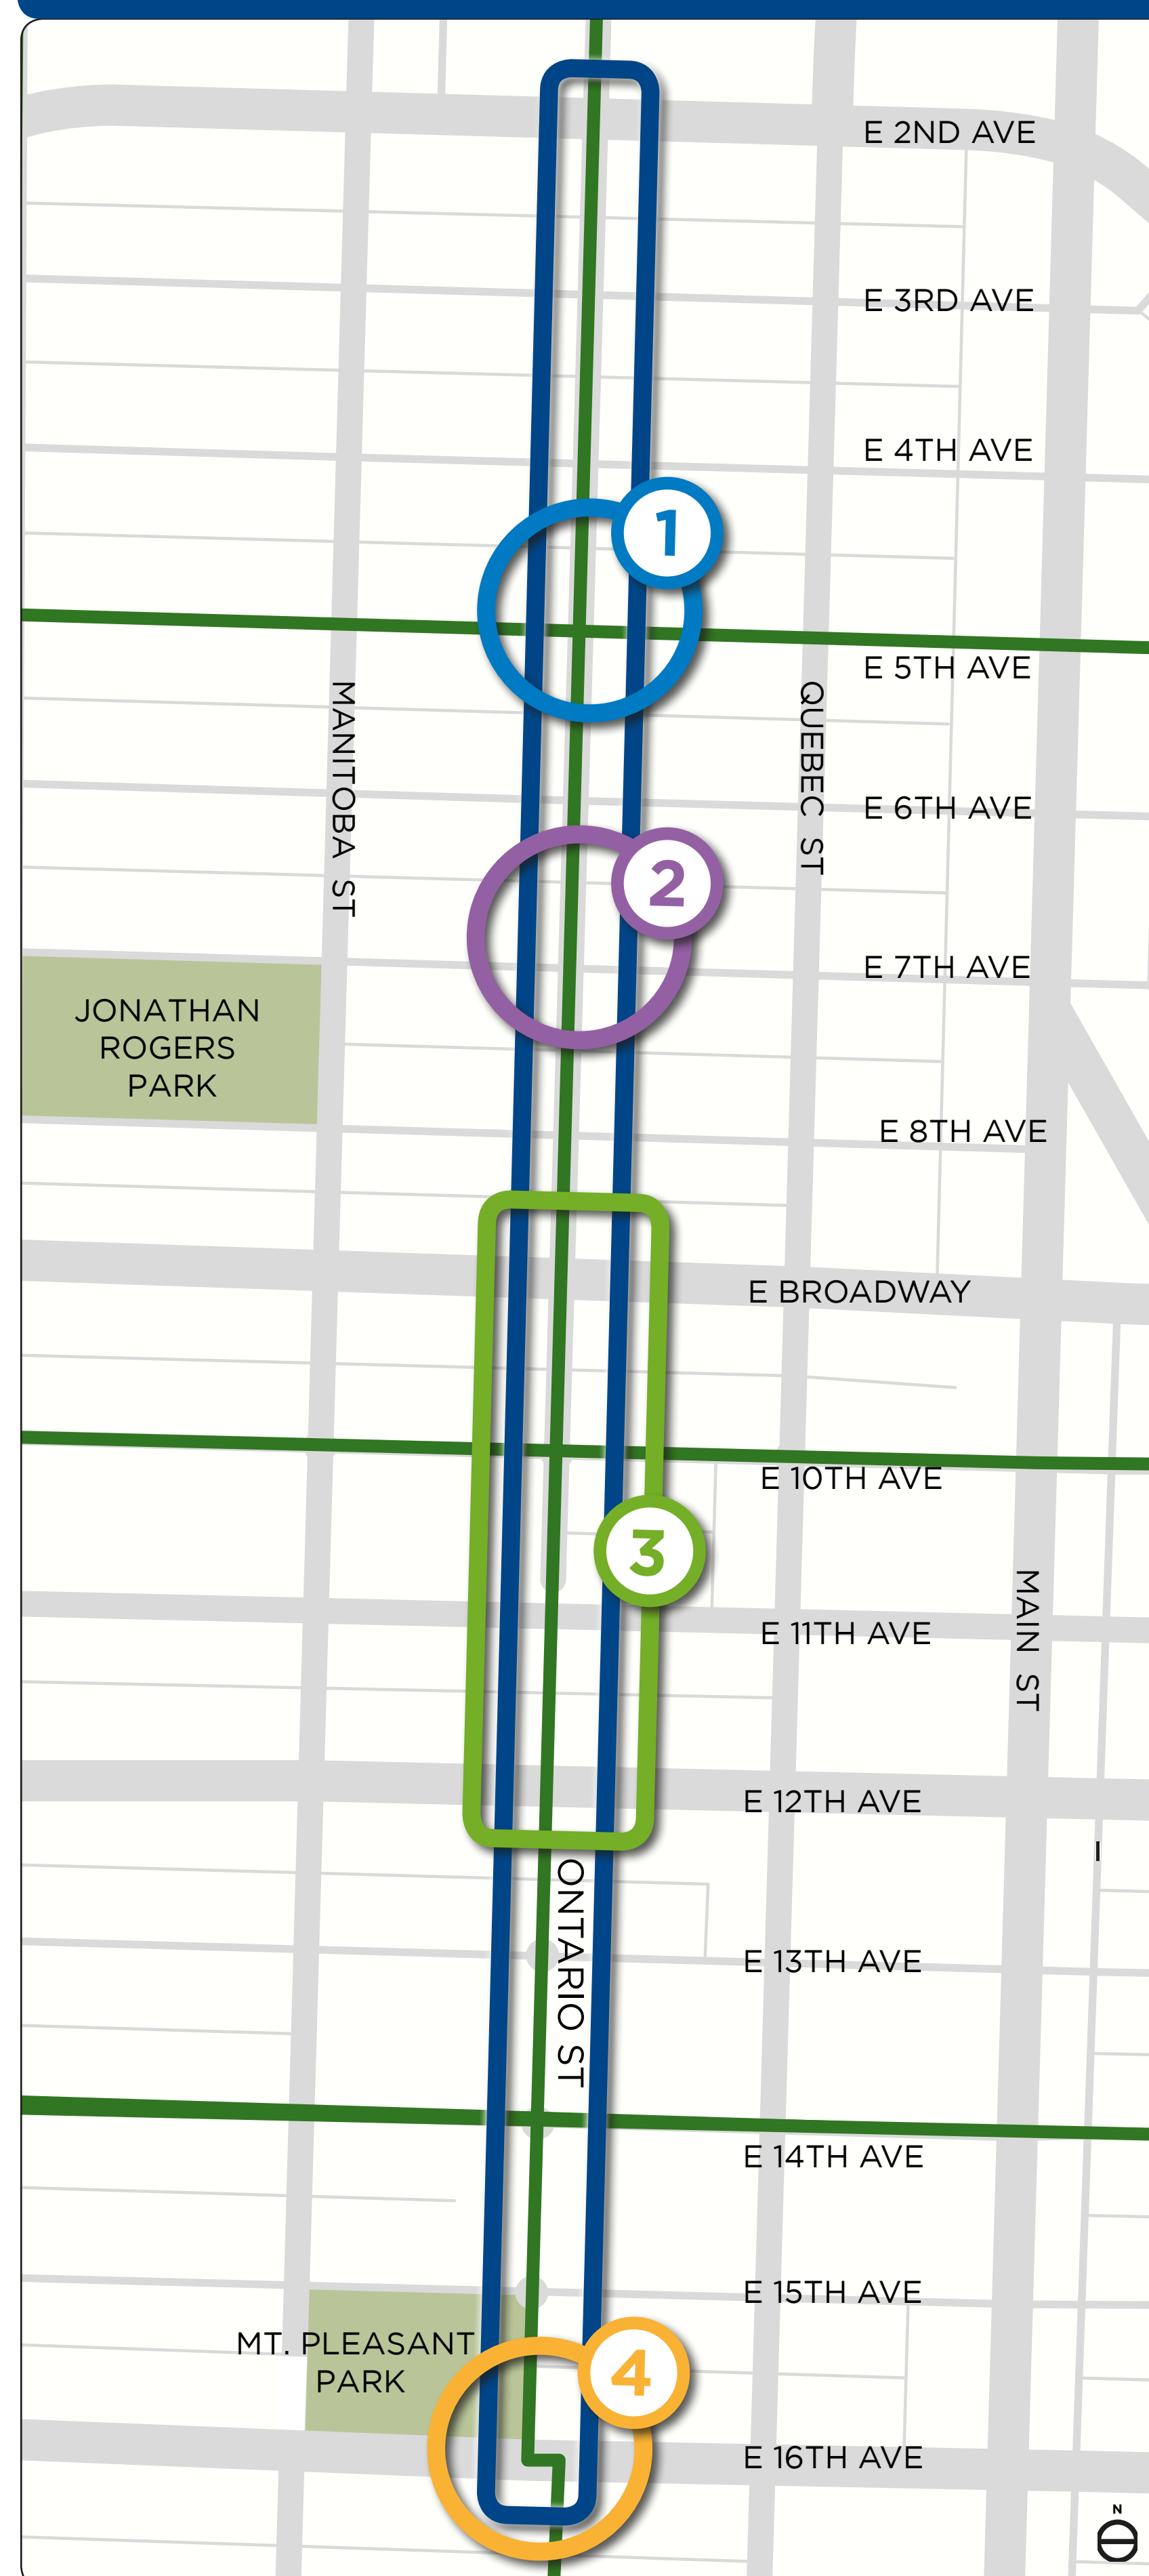 E 2ND AVE
E 3RD AVE
E 4TH AVE
1
E 5TH AVE
MANITOBA ST
QUEBEC ST
E 6TH AVE
2
E 7TH AVE
JONATHAN
ROGERS
PARK
E 8TH AVE
E BROADWAY
E 10TH AVE
3
MAIN ST
E 11TH AVE
E 12TH AVE
ONTARIO ST
E 13TH AVE
E 14TH AVE
E 15TH AVE
MT. PLEASANT
PARK
4
E 16TH AVE
N